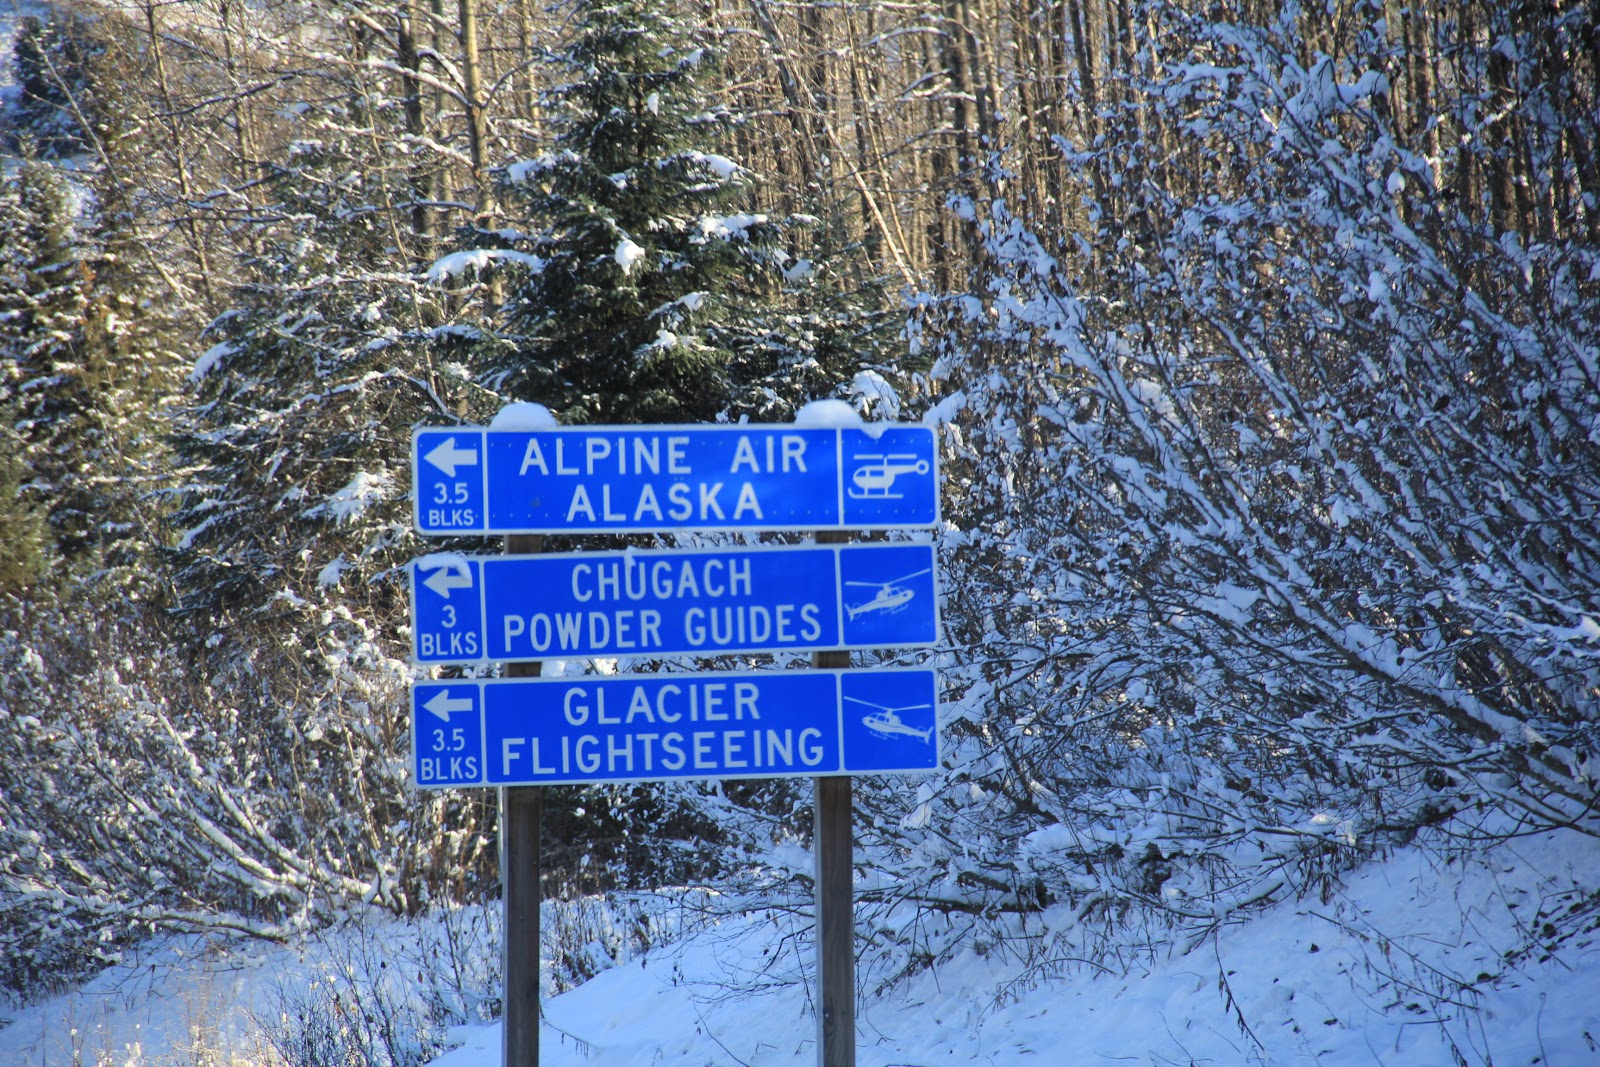 ALPINE AIR
ALASKA
3.5
BLKS
CHUGACH
POWDER GUIDES
3
BLKS
GLACIER
FLIGHTSEEING
3.5
BLKS